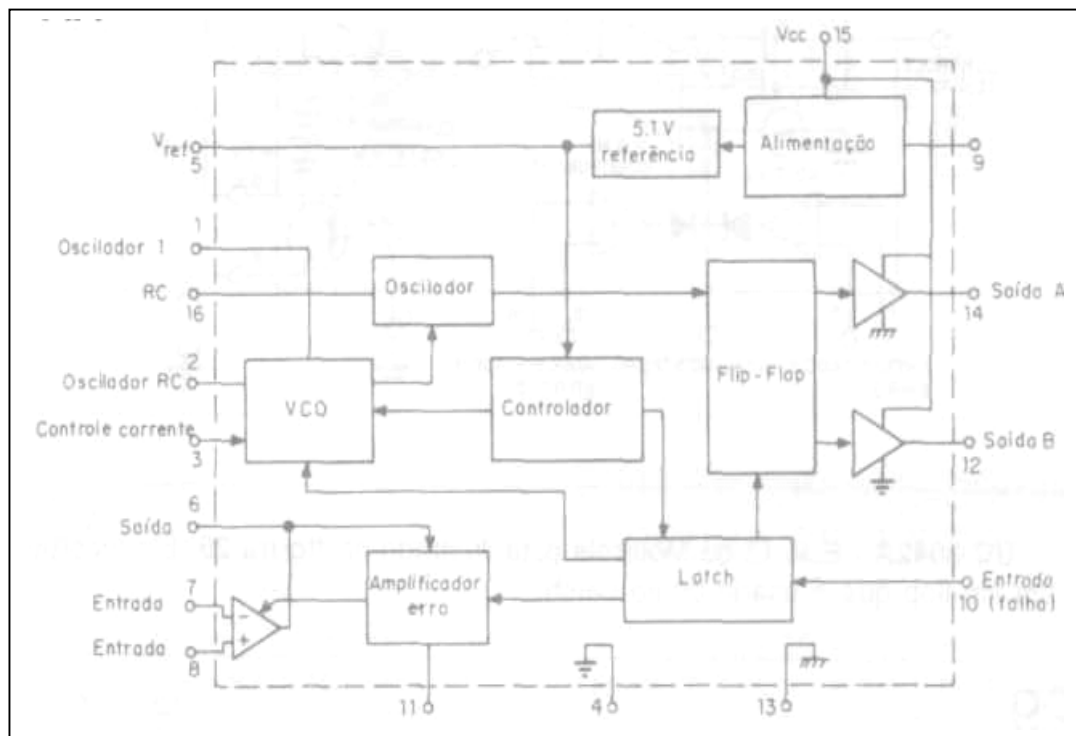 Vcc 15
Vref
5
5.1 V
referência
Alimentação
9
1
Oscilador 1
RC
16
Oscilador
Saída A
14
2
Oscilador RC
VCO
Controlador
Flip-Flop
Controle corrente
3
Saída B
12
6
Saída
7
Entrada
Amplificador
erro
Latch
Entrada
10 (falha)
Entrada
8
11
4
13